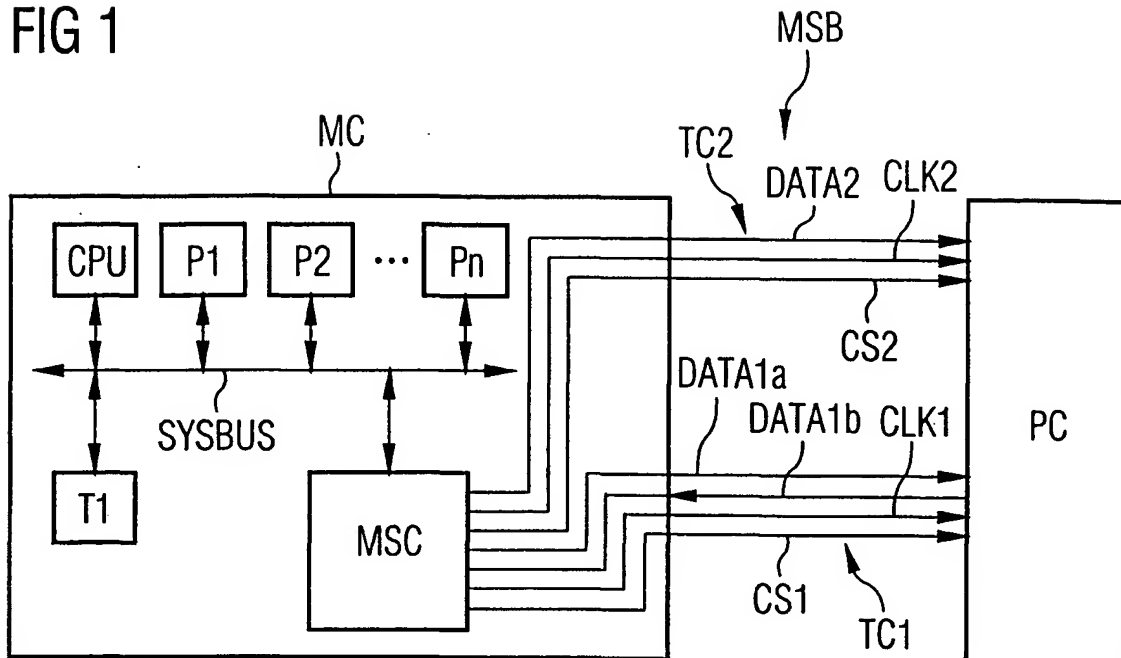 FIG 1
MSB
MC
TC2
DATA2
CLK2
CPU
P1
P2
...
Pn
CS2
SYSBUS
DATA1a
DATA1b
CLK1
PC
T1
MSC
CS1
TC1